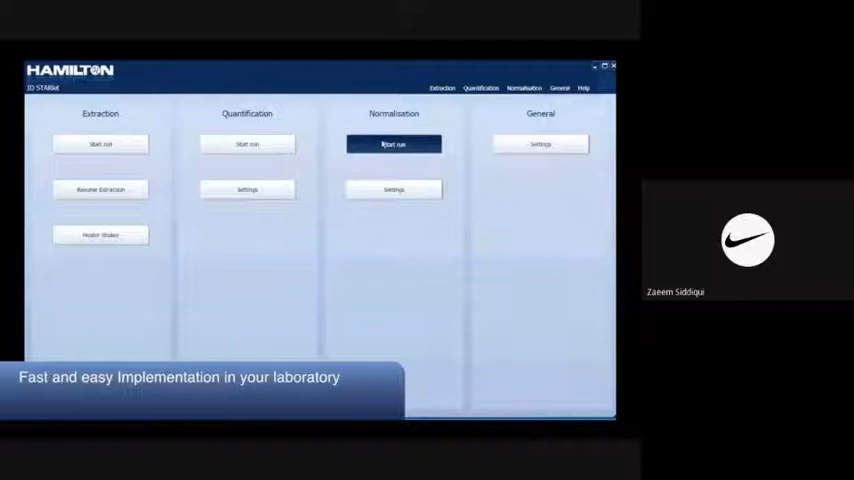 HAMILTON
ID STARlet
Extraction Quantification Normalisation General Help
Extraction Quantification Normalisation General
Start run Start run Start run Settings
Resume Extraction Settings Settings
Heater Shaker
Fast and easy Implementation in your laboratory
Zaeem Siddiqui